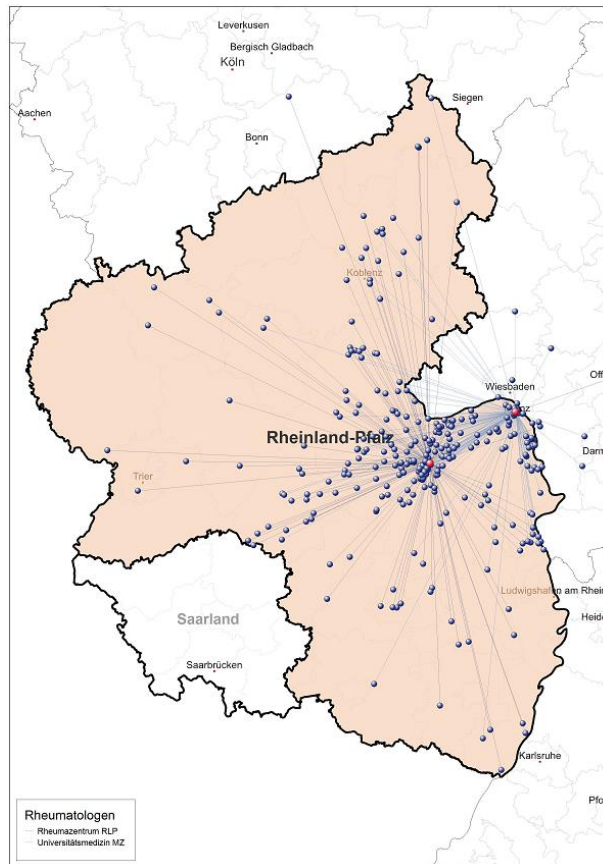 Leverkusen
Bergisch Gladbach
Köln
Siegen
Aachen
Bonn
Koblenz
Wiesbaden
Off
Rheinland-Pfalz
Darm
Trier
Ludwigshafen am Rhein
Saarland
Heide
Saarbrücken
Karlsruhe
Pfo
Rheumatologen
Rheumazentrum RLP
Universitätsmedizin MZ